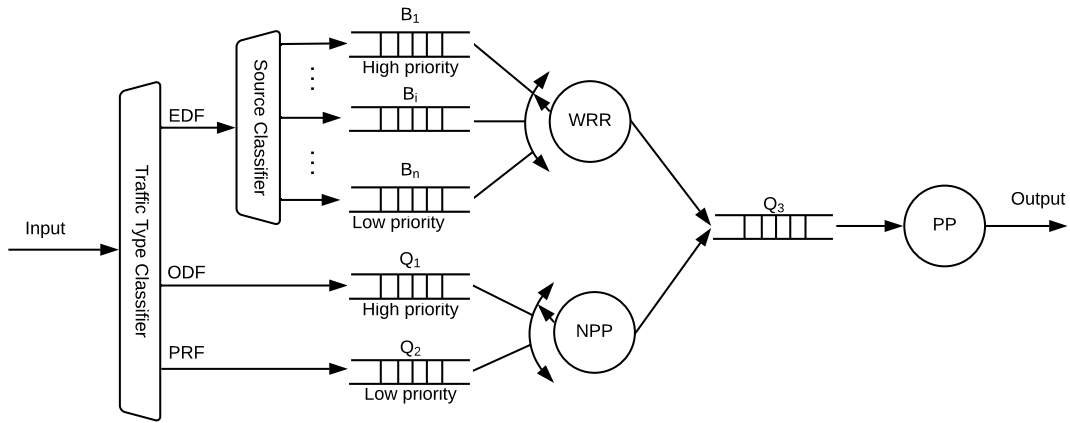 Input
Traffic Type Classifier
EDF
ODF
PRF
Source Classifier
B1
High priority
...
Bi
...
Bn
Low priority
Q1
High priority
Q2
Low priority
WRR
NPP
Q3
PP
Output